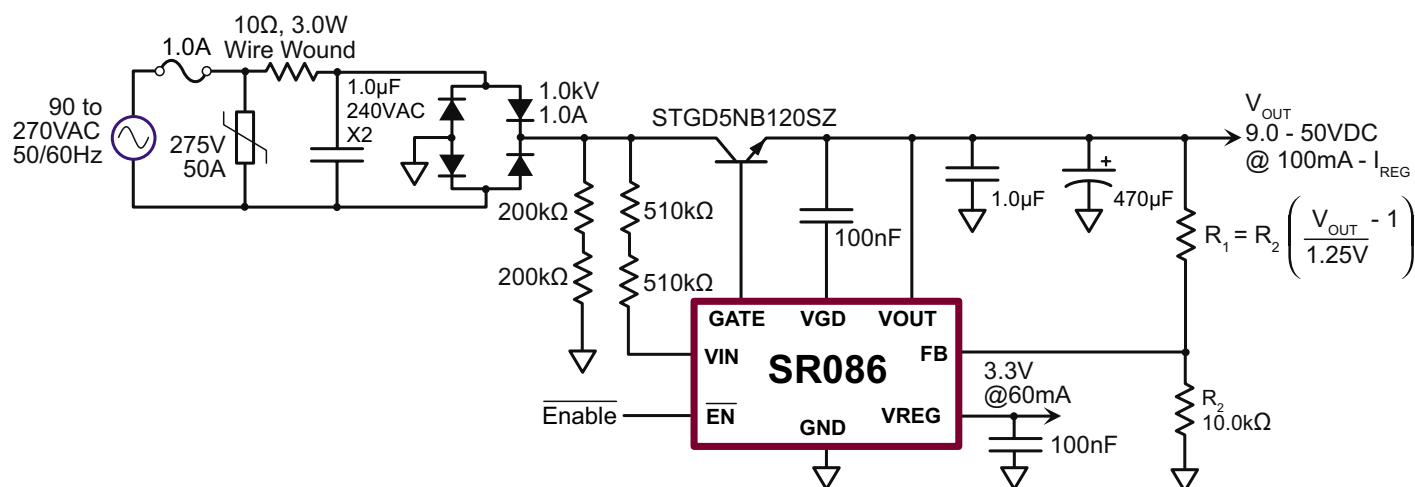 10Ω, 3.0W
Wire Wound
1.0A
90 to
270VAC
50/60Hz
275V
50A
1.0µF
240VAC
X2
1.0kV
1.0A
STGD5NB120SZ
V_OUT
9.0 - 50VDC
@ 100mA - I_REG
200kΩ
200kΩ
510kΩ
510kΩ
100nF
1.0µF
+
470µF
R_1 = R_2 (V_OUT/1.25V - 1)
GATE
VGD
VOUT
VIN
FB
SR086
Enable
EN
VREG
GND
3.3V
@60mA
100nF
R_2
10.0kΩ